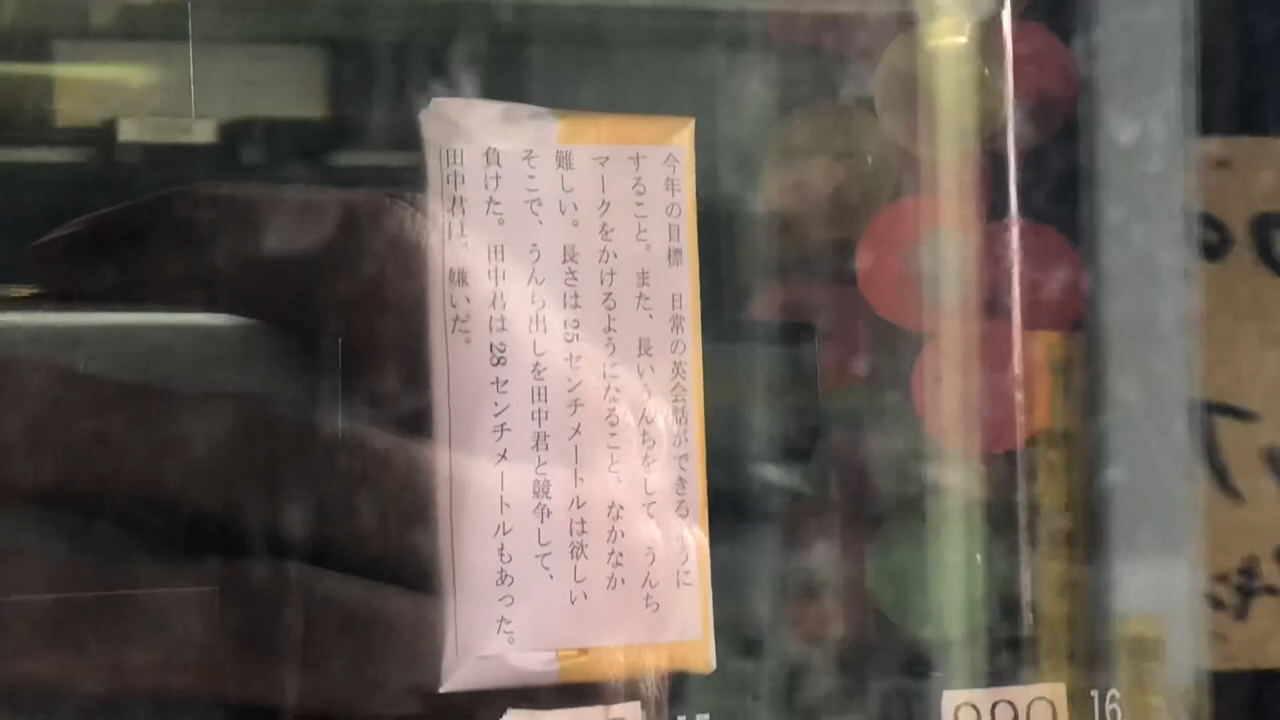 今年の目標　日常の英会話ができるように
すること。また、長いうんちをして、うんち
マークをかけるようになること。なかなか
難しい。長さは25センチメートルは欲しい
そこで、うんち出しを田中君と競争して、
負けた。田中君は28センチメートルもあった。
田中君は、嫌いだ。
16